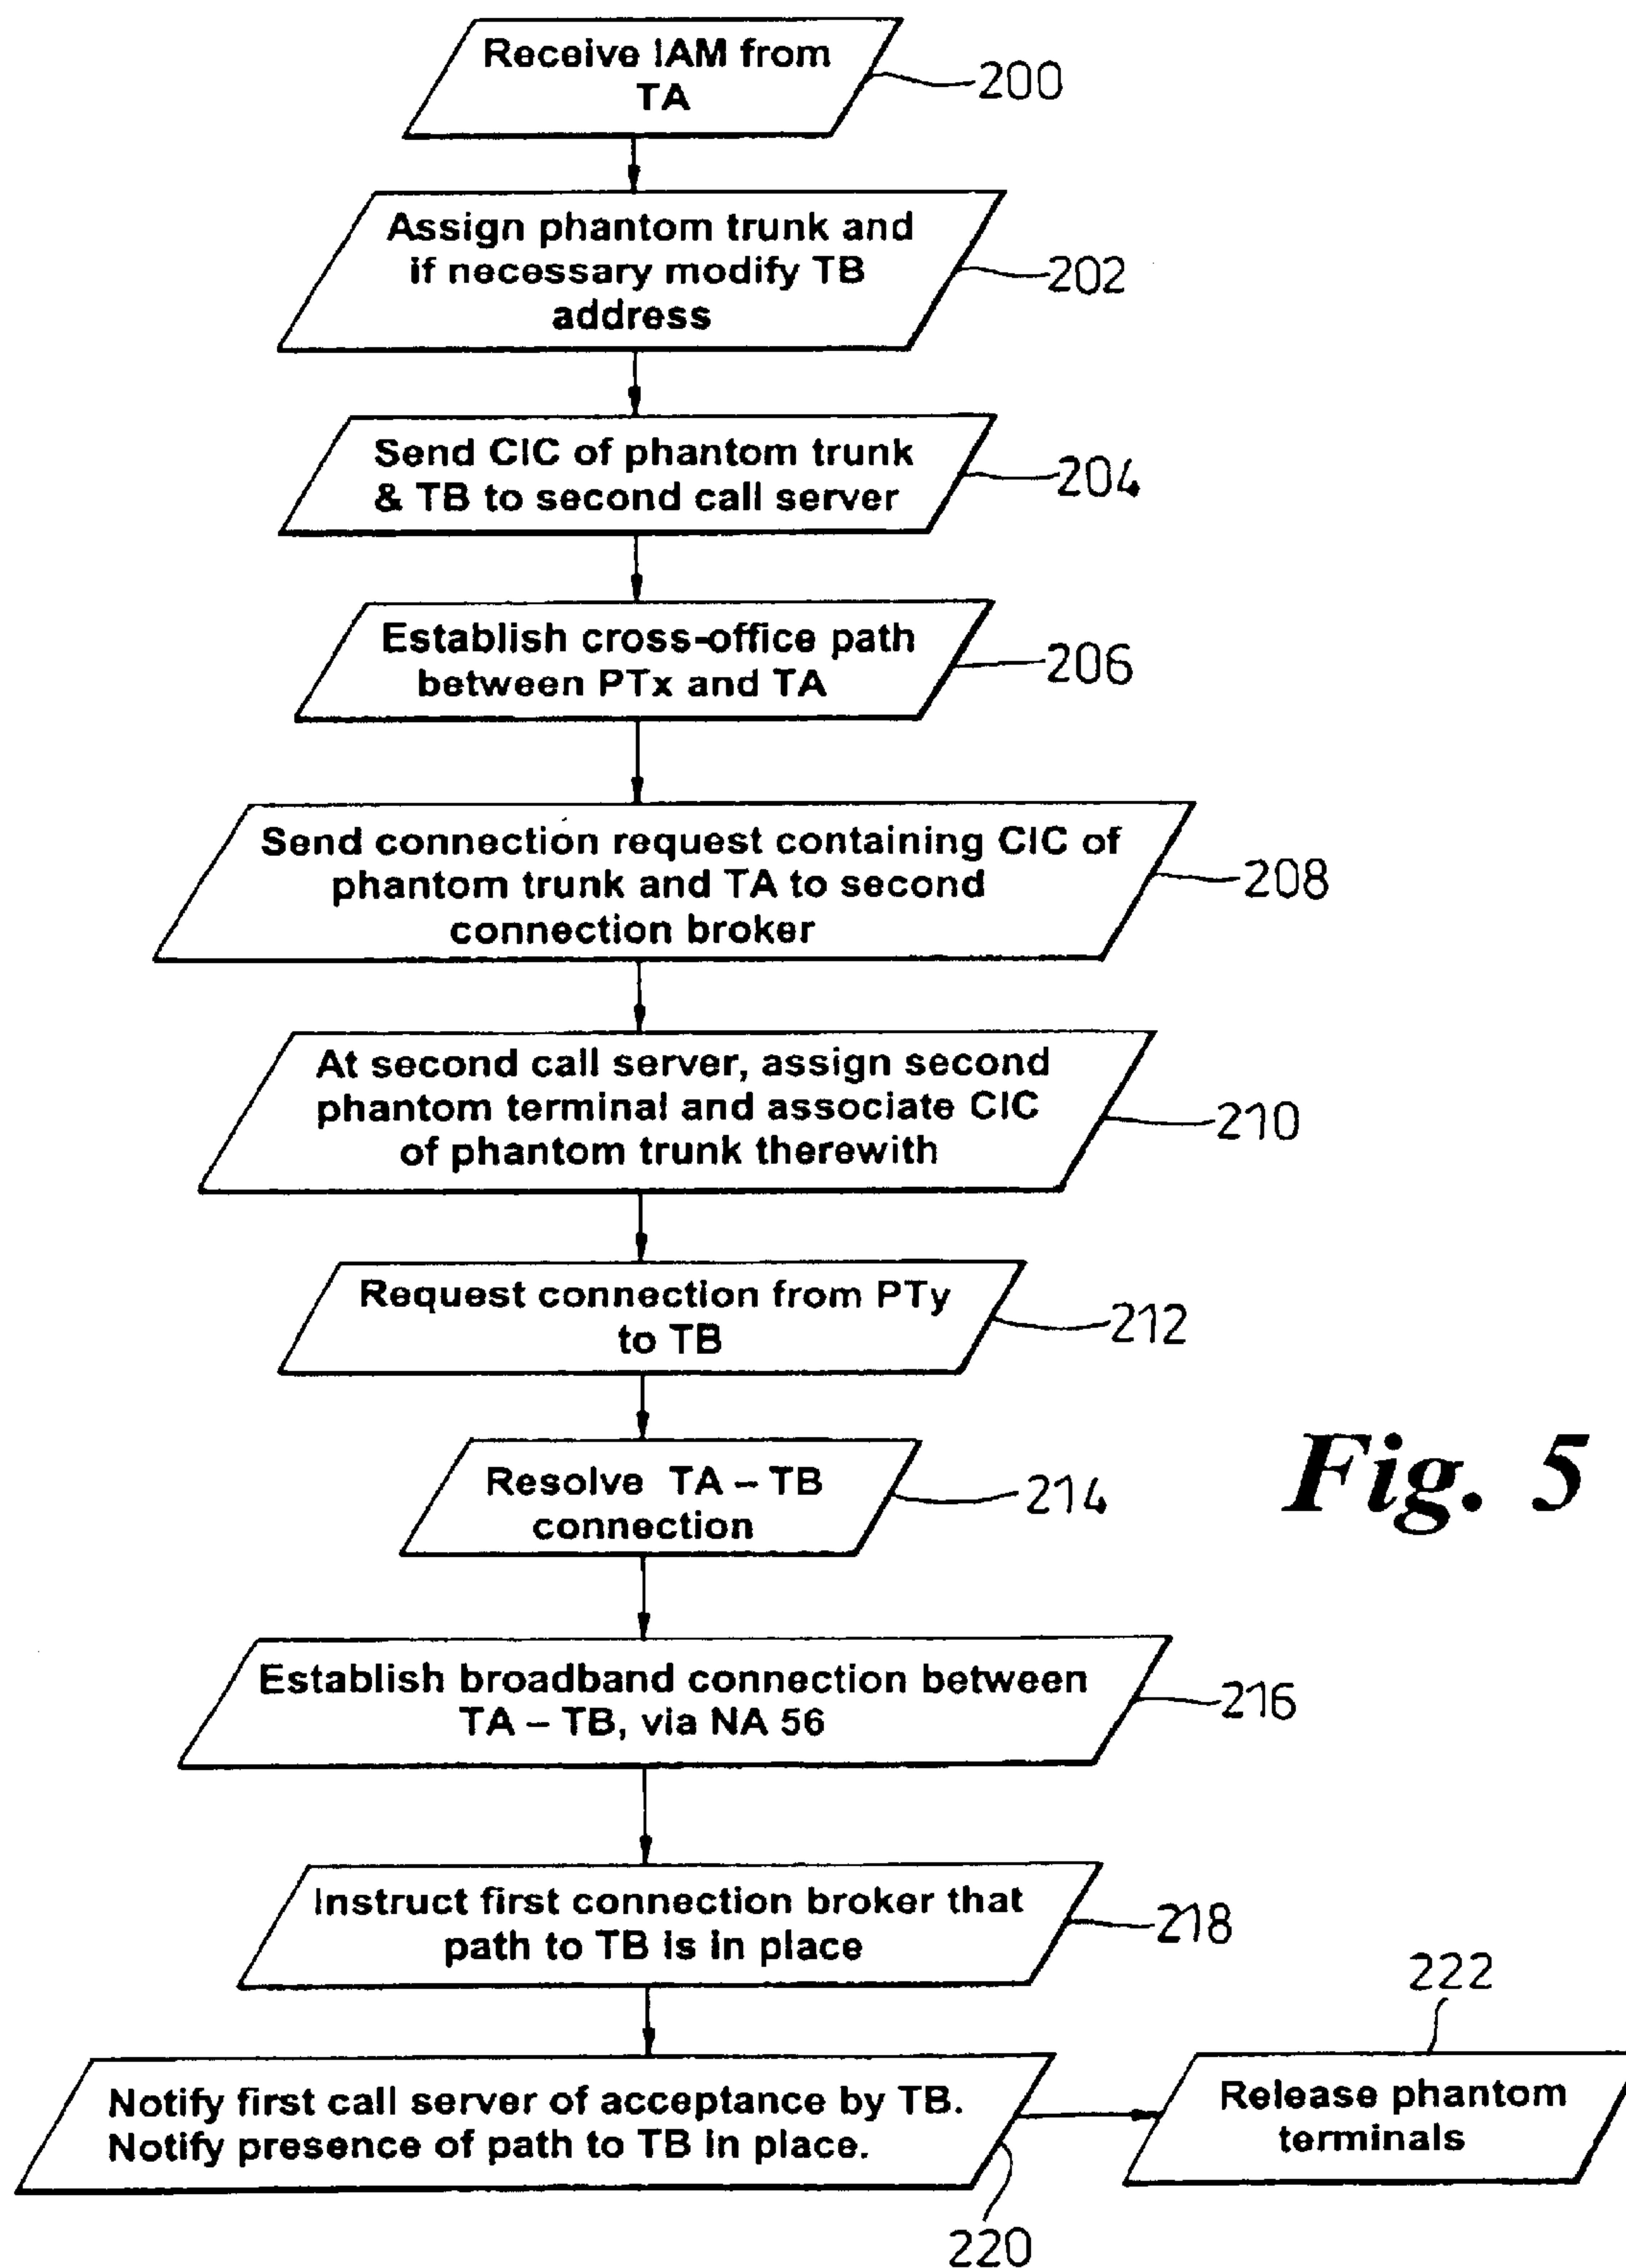 Receive IAM from
TA
200
Assign phantom trunk and
if necessary modify TB
address
202
Send CIC of phantom trunk
& TB to second call server
204
Establish cross-office path
between PTx and TA
206
Send connection request containing CIC of
phantom trunk and TA to second
connection broker
208
At second call server, assign second
phantom terminal and associate CIC
of phantom trunk therewith
210
Request connection from PTy
to TB
212
Resolve TA – TB
connection
214
Fig. 5
Establish broadband connection between
TA – TB, via NA 56
216
Instruct first connection broker that
path to TB is in place
218
222
Notify first call server of acceptance by TB.
Notify presence of path to TB in place.
Release phantom
terminals
220